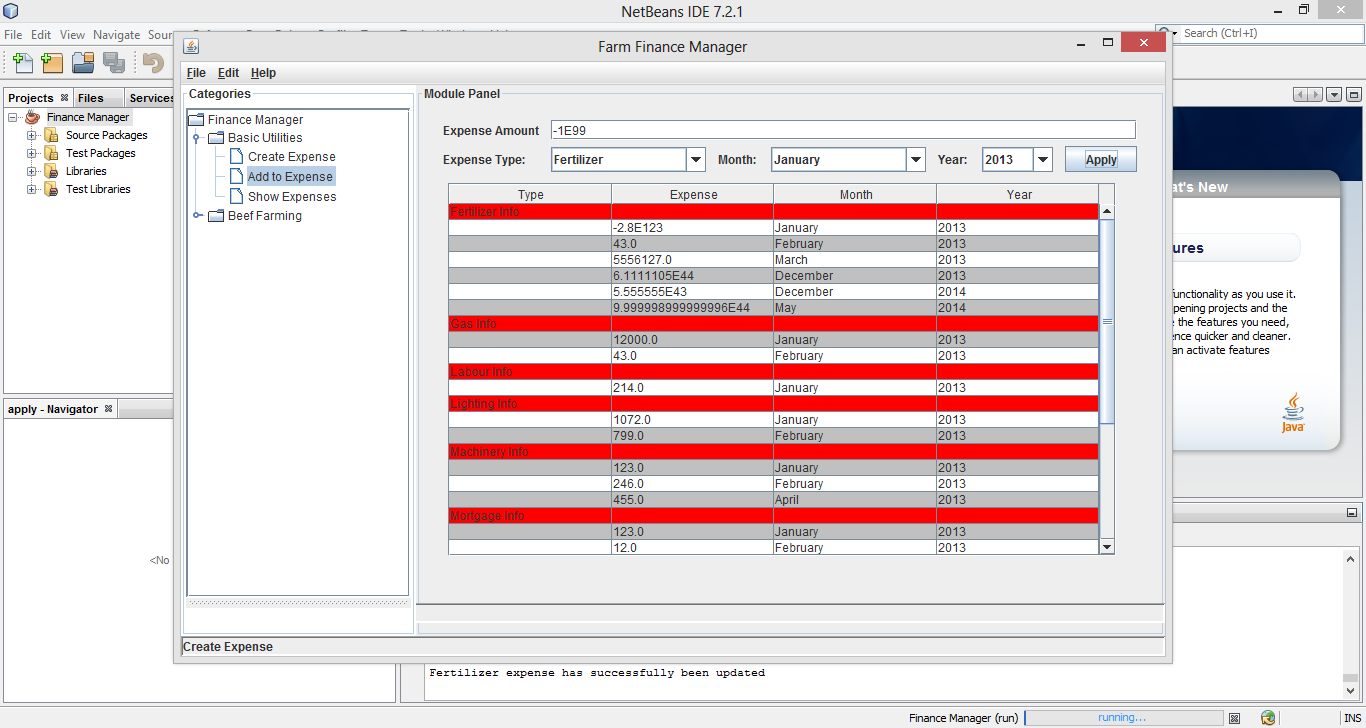 NetBeans IDE 7.2.1
File Edit View Navigate Sour
Search (Ctrl+I)
Farm Finance Manager
File Edit Help
Projects Files Services
Finance Manager
Source Packages
Test Packages
Libraries
Test Libraries
apply - Navigator
<No
Categories
Finance Manager
Basic Utilities
Create Expense
Add to Expense
Show Expenses
Beef Farming
Module Panel
Expense Amount -1E99
Expense Type: Fertilizer Month: January Year: 2013 Apply
Type Expense Month Year
Fertilizer Info
-2.8E123 January 2013
43.0 February 2013
5556127.0 March 2013
6.1111105E44 December 2013
5.555555E43 December 2014
9.999998999999996E44 May 2014
Gas Info
12000.0 January 2013
43.0 February 2013
Labour Info
214.0 January 2013
Lighting Info
1072.0 January 2013
799.0 February 2013
Machinery Info
123.0 January 2013
246.0 February 2013
455.0 April 2013
Mortgage Info
123.0 January 2013
12.0 February 2013
Create Expense
at's New
ures
functionality as you use it.
pening projects and the
the features you need,
ence quicker and cleaner.
an activate features
Java
Fertilizer expense has successfully been updated
Finance Manager (run) running... INS